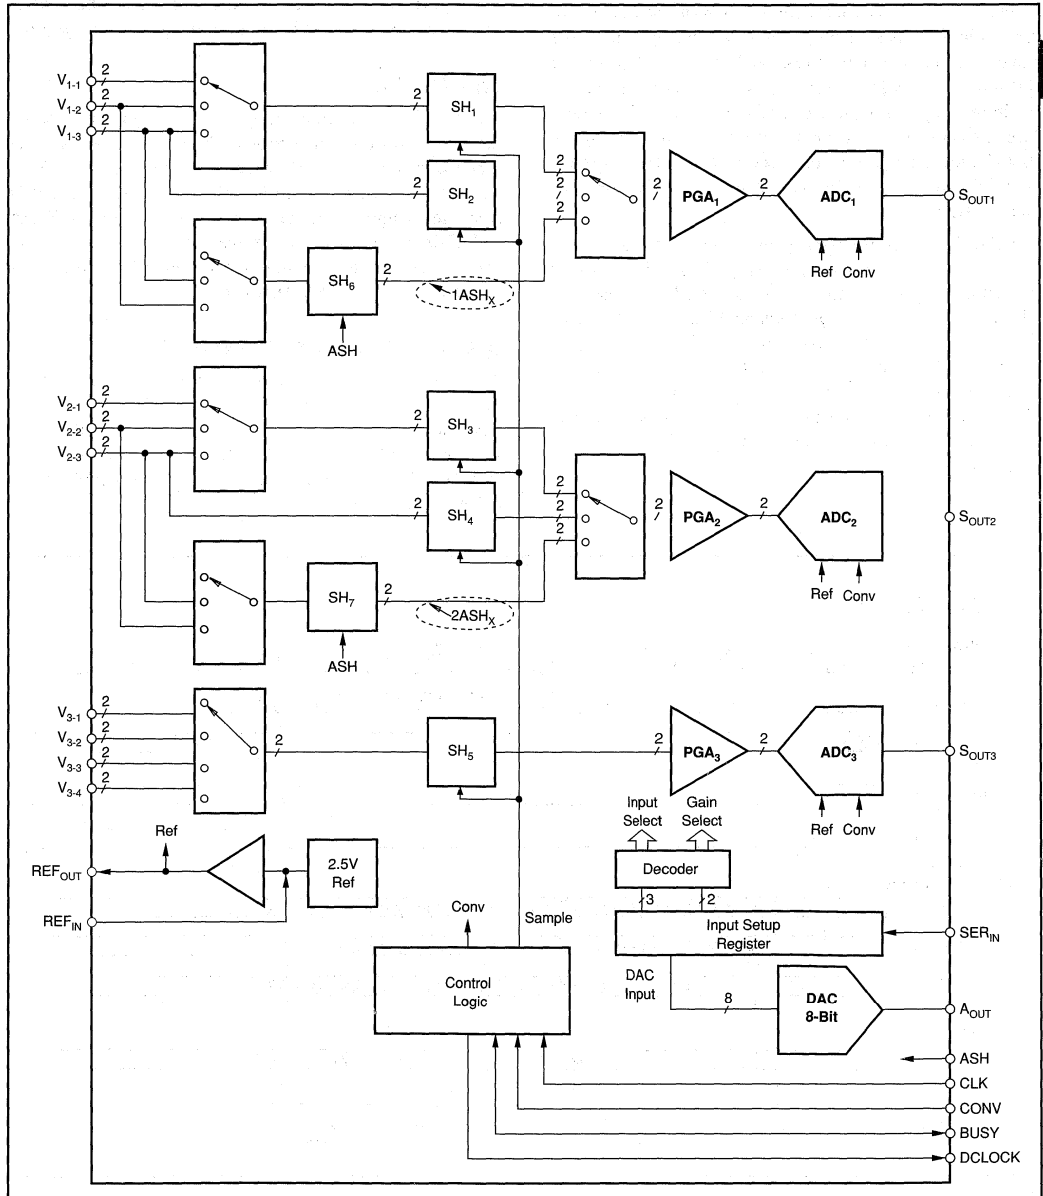 V1-1 2
V1-2 2
V1-3 2
2 SH1
2 SH2
SH6 2
1ASHX
ASH
2
2
2
2 PGA1 2 ADC1
SOUT1
Ref Conv
V2-1 2
V2-2 2
V2-3 2
2 SH3
2 SH4
SH7 2
2ASHX
ASH
2
2
2
2 PGA2 2 ADC2
SOUT2
Ref Conv
V3-1 2
V3-2 2
V3-3 2
V3-4 2
2 SH5
2 PGA3 2 ADC3
SOUT3
Ref Conv
Ref
REFOUT
2.5V
Ref
REFIN
Input
Select
Gain
Select
Decoder
3 2
Conv
Sample
Input Setup
Register
SERIN
Control
Logic
DAC
Input
8
DAC
8-Bit
AOUT
ASH
CLK
CONV
BUSY
DCLOCK